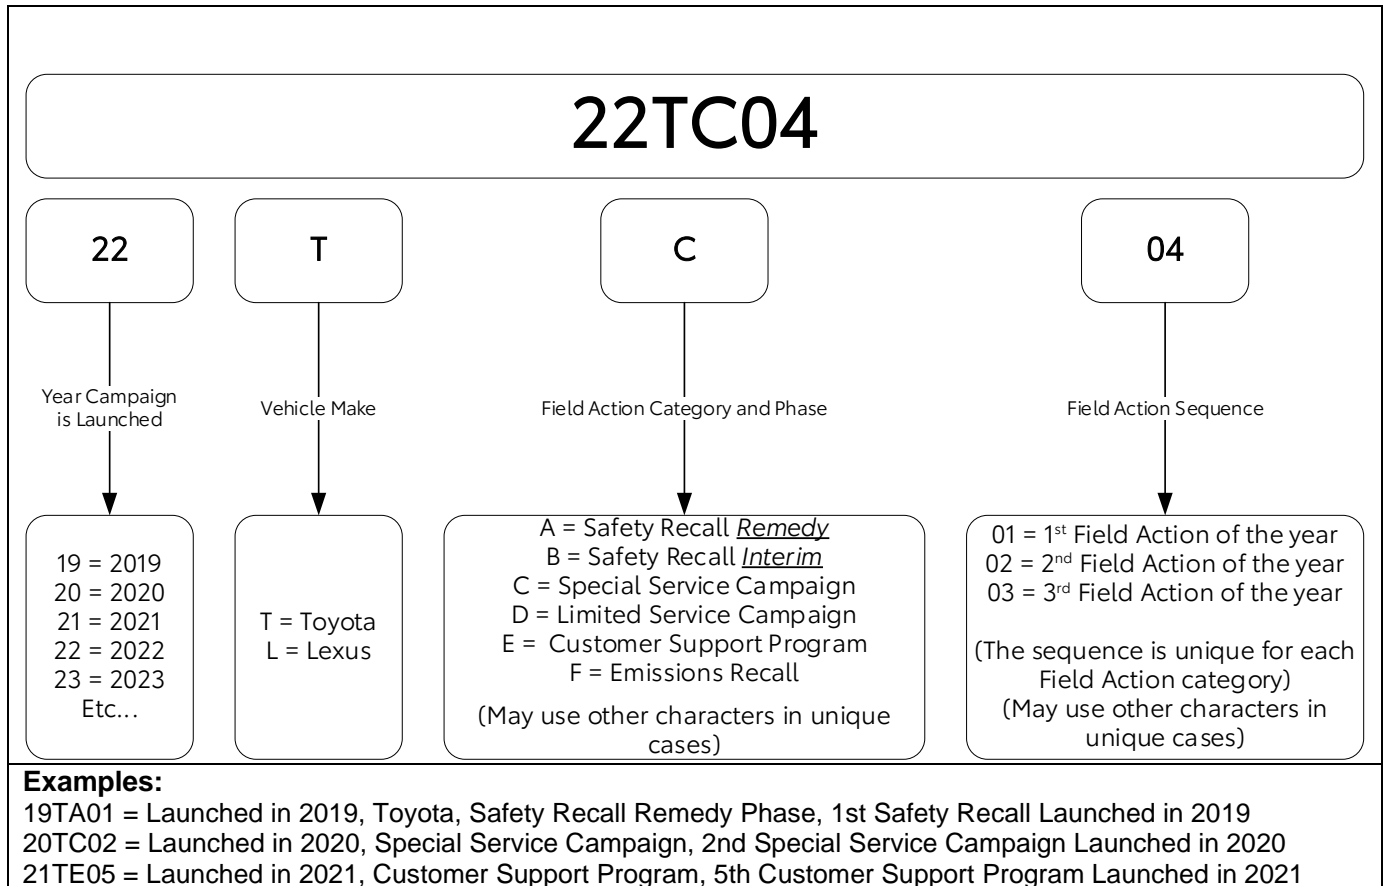 22TC04
22
T
C
04
Year Campaign
is Launched
Vehicle Make
Field Action Category and Phase
Field Action Sequence
19 = 2019
20 = 2020
21 = 2021
22 = 2022
23 = 2023
Etc...
T = Toyota
L = Lexus
A = Safety Recall Remedy
B = Safety Recall Interim
C = Special Service Campaign
D = Limited Service Campaign
E = Customer Support Program
F = Emissions Recall
(May use other characters in unique
cases)
01 = 1st Field Action of the year
02 = 2nd Field Action of the year
03 = 3rd Field Action of the year
(The sequence is unique for each
Field Action category)
(May use other characters in
unique cases)
Examples:
19TA01 = Launched in 2019, Toyota, Safety Recall Remedy Phase, 1st Safety Recall Launched in 2019
20TC02 = Launched in 2020, Special Service Campaign, 2nd Special Service Campaign Launched in 2020
21TE05 = Launched in 2021, Customer Support Program, 5th Customer Support Program Launched in 2021